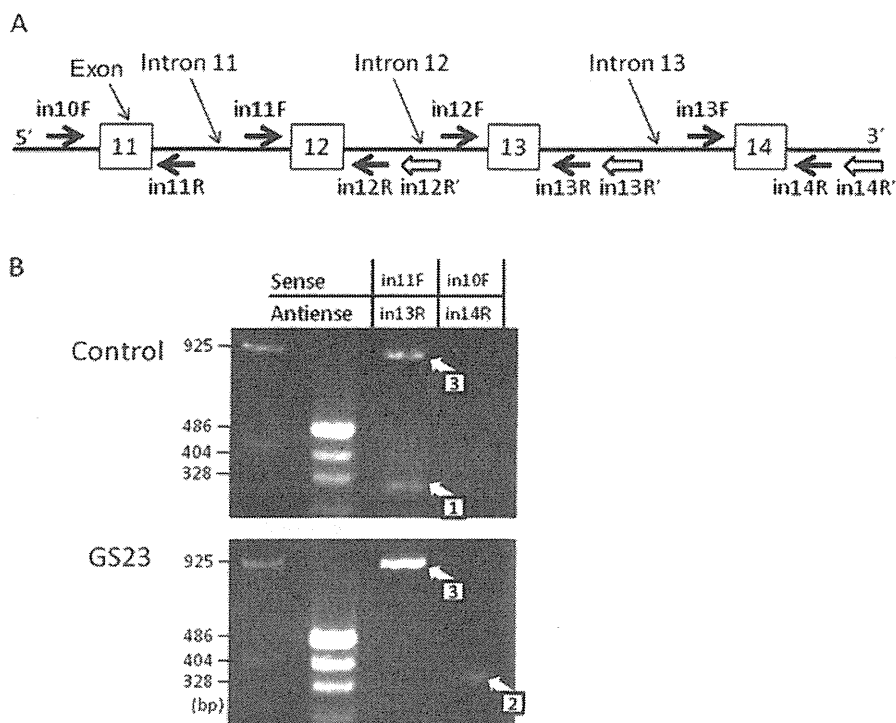 A
Exon
Intron 11
Intron 12
Intron 13
in10F
in11F
in12F
in13F
5'
11
12
13
14
3'
in11R
in12R
in12R'
in13R
in13R'
in14R
in14R'
B
Sense
in11F
in10F
Antiense
in13R
in14R
Control
925
3
486
404
328
1
GS23
925
3
486
404
328
(bp)
2